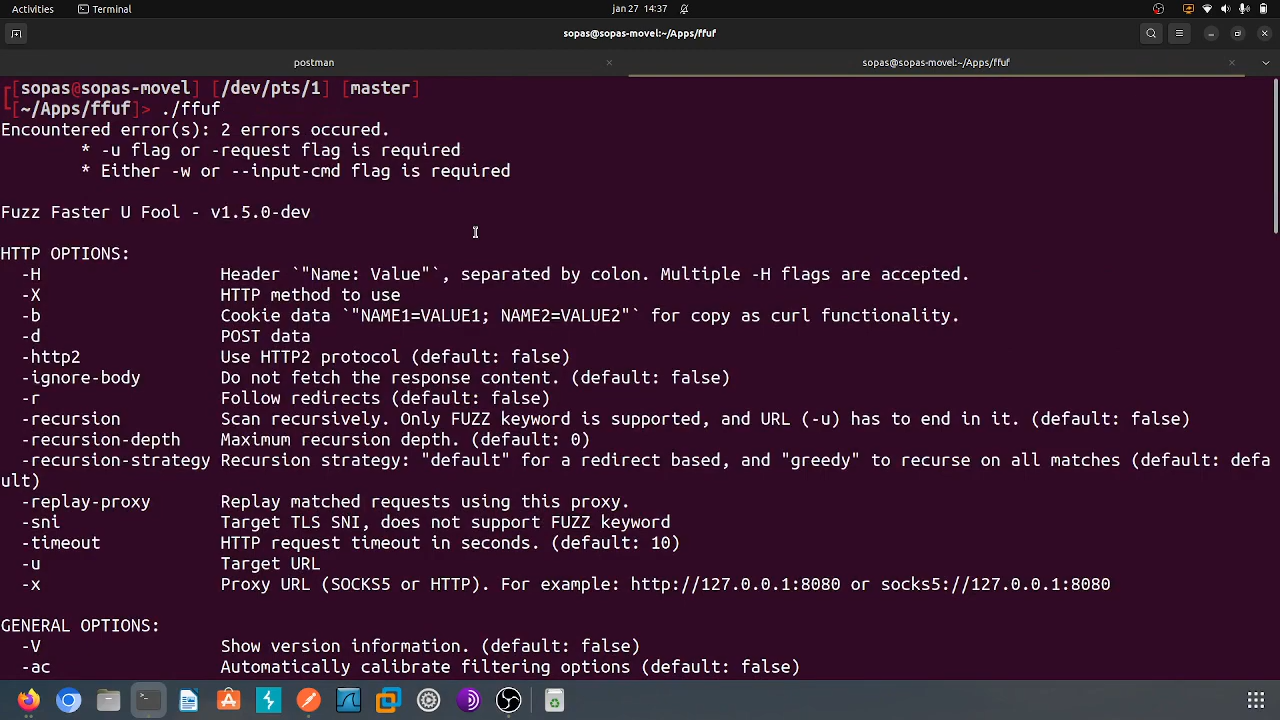 Activities
Terminal
jan 27 14:37
sopas@sopas-movel:~/Apps/ffuf
postman
sopas@sopas-movel:~/Apps/ffuf
[sopas@sopas-movel] [/dev/pts/1] [master]
[~/Apps/ffuf]> ./ffuf
Encountered error(s): 2 errors occured.
* -u flag or -request flag is required
* Either -w or --input-cmd flag is required
Fuzz Faster U Fool - v1.5.0-dev
HTTP OPTIONS:
-H Header `"Name: Value"`, separated by colon. Multiple -H flags are accepted.
-X HTTP method to use
-b Cookie data `"NAME1=VALUE1; NAME2=VALUE2"` for copy as curl functionality.
-d POST data
-http2 Use HTTP2 protocol (default: false)
-ignore-body Do not fetch the response content. (default: false)
-r Follow redirects (default: false)
-recursion Scan recursively. Only FUZZ keyword is supported, and URL (-u) has to end in it. (default: false)
-recursion-depth Maximum recursion depth. (default: 0)
-recursion-strategy Recursion strategy: "default" for a redirect based, and "greedy" to recurse on all matches (default: defa
ult)
-replay-proxy Replay matched requests using this proxy.
-sni Target TLS SNI, does not support FUZZ keyword
-timeout HTTP request timeout in seconds. (default: 10)
-u Target URL
-x Proxy URL (SOCKS5 or HTTP). For example: http://127.0.0.1:8080 or socks5://127.0.0.1:8080
GENERAL OPTIONS:
-V Show version information. (default: false)
-ac Automatically calibrate filtering options (default: false)